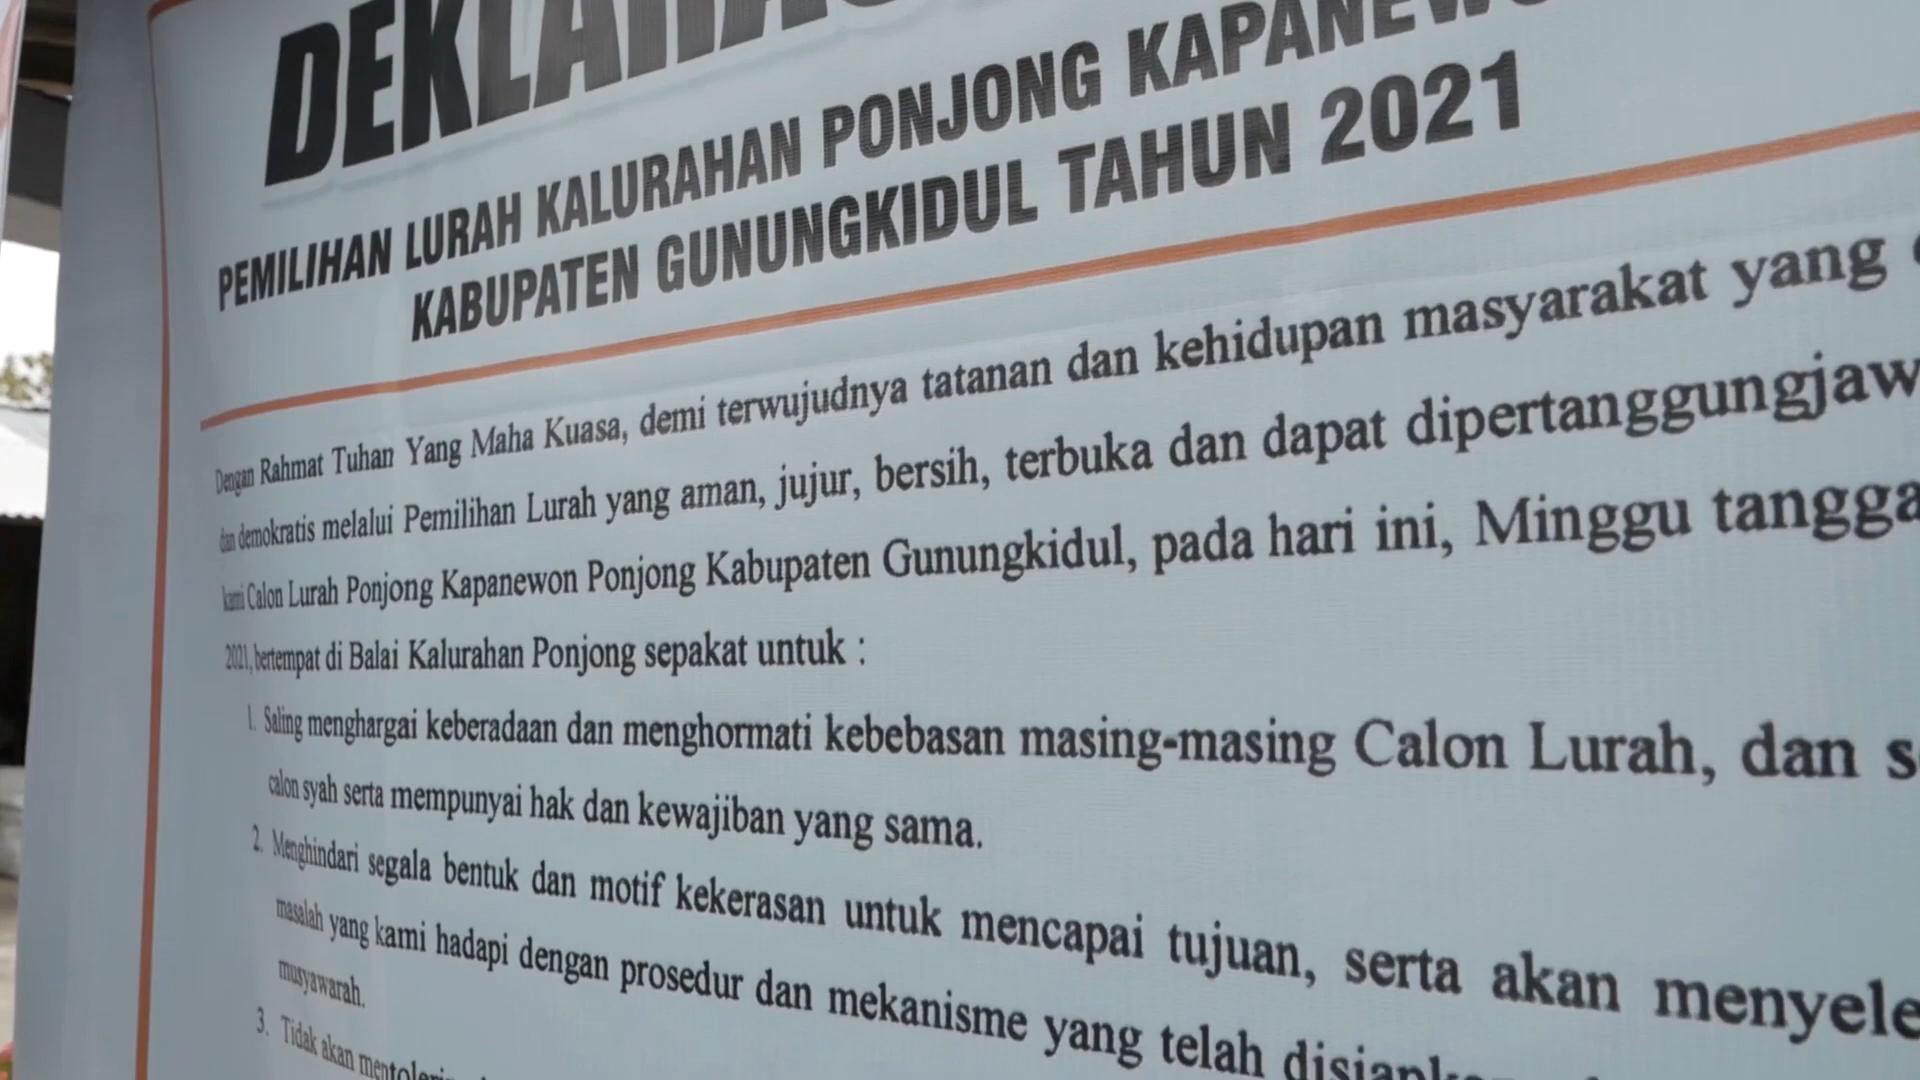 PEMILIHAN LURAH KALURAHAN PONJONG
KABUPATEN GUNUNGKIDUL TAHUN 2021
Dengan Rahmat Tuhan Yang Maha Kuasa, demi terwujudnya tatanan dan kehidupan masyarakat yang
dan demokratis melalui Pemilihan Lurah yang aman, jujur, bersih, terbuka dan dapat
kami Calon Lurah Ponjong Kapanewon Ponjong Kabupaten Gunungkidul, pada hari ini, Minggu
2021, bertempat di Balai Kalurahan Ponjong sepakat untuk :
1. Saling menghargai keberadaan dan menghormati kebebasan masing-masing Calon Lurah, dan
calon syah serta mempunyai hak dan kewajiban yang sama.
2. Menghindari segala bentuk dan motif kekerasan untuk mencapai tujuan, serta akan
masalah yang kami hadapi dengan prosedur dan mekanisme yang telah
musyawarah.
3. Tidak akan